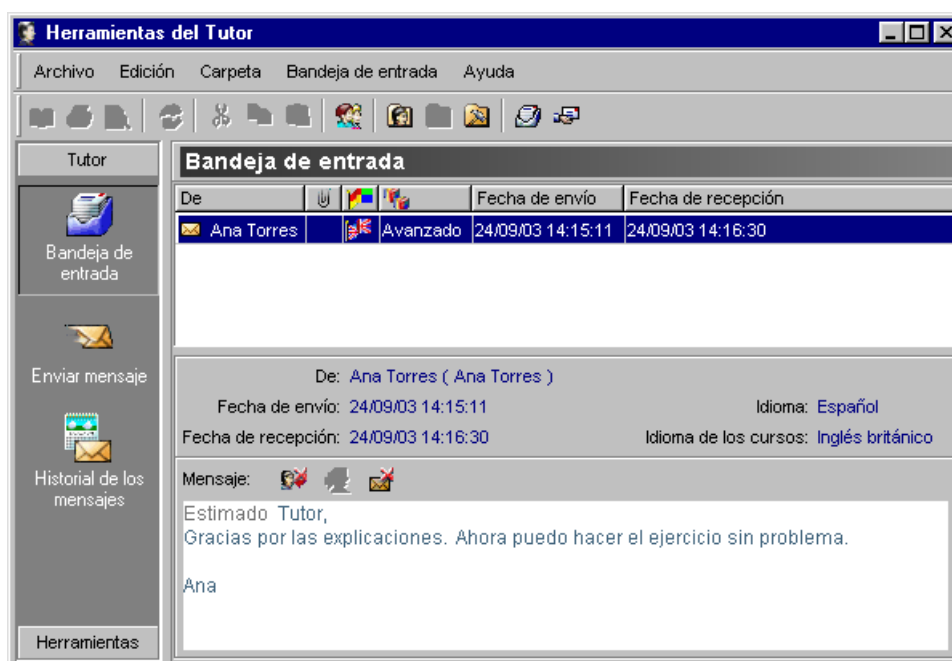 Herramientas del Tutor
Archivo Edición Carpeta Bandeja de entrada Ayuda
Tutor
Bandeja de entrada
De Fecha de envío Fecha de recepción
Ana Torres Avanzado 24/09/03 14:15:11 24/09/03 14:16:30
Bandeja de
entrada
Enviar mensaje
Historial de los
mensajes
Herramientas
De: Ana Torres ( Ana Torres )
Fecha de envío: 24/09/03 14:15:11 Idioma: Español
Fecha de recepción: 24/09/03 14:16:30 Idioma de los cursos: Inglés británico
Mensaje:
Estimado Tutor,
Gracias por las explicaciones. Ahora puedo hacer el ejercicio sin problema.
Ana